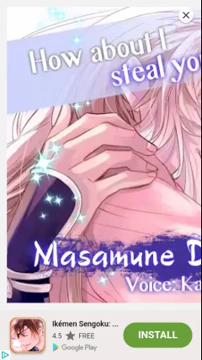 How about I
steal yo
Masamune D
Voice: Ka
Ikémen Sengoku: ...
4.5 ★ FREE
Google Play
INSTALL